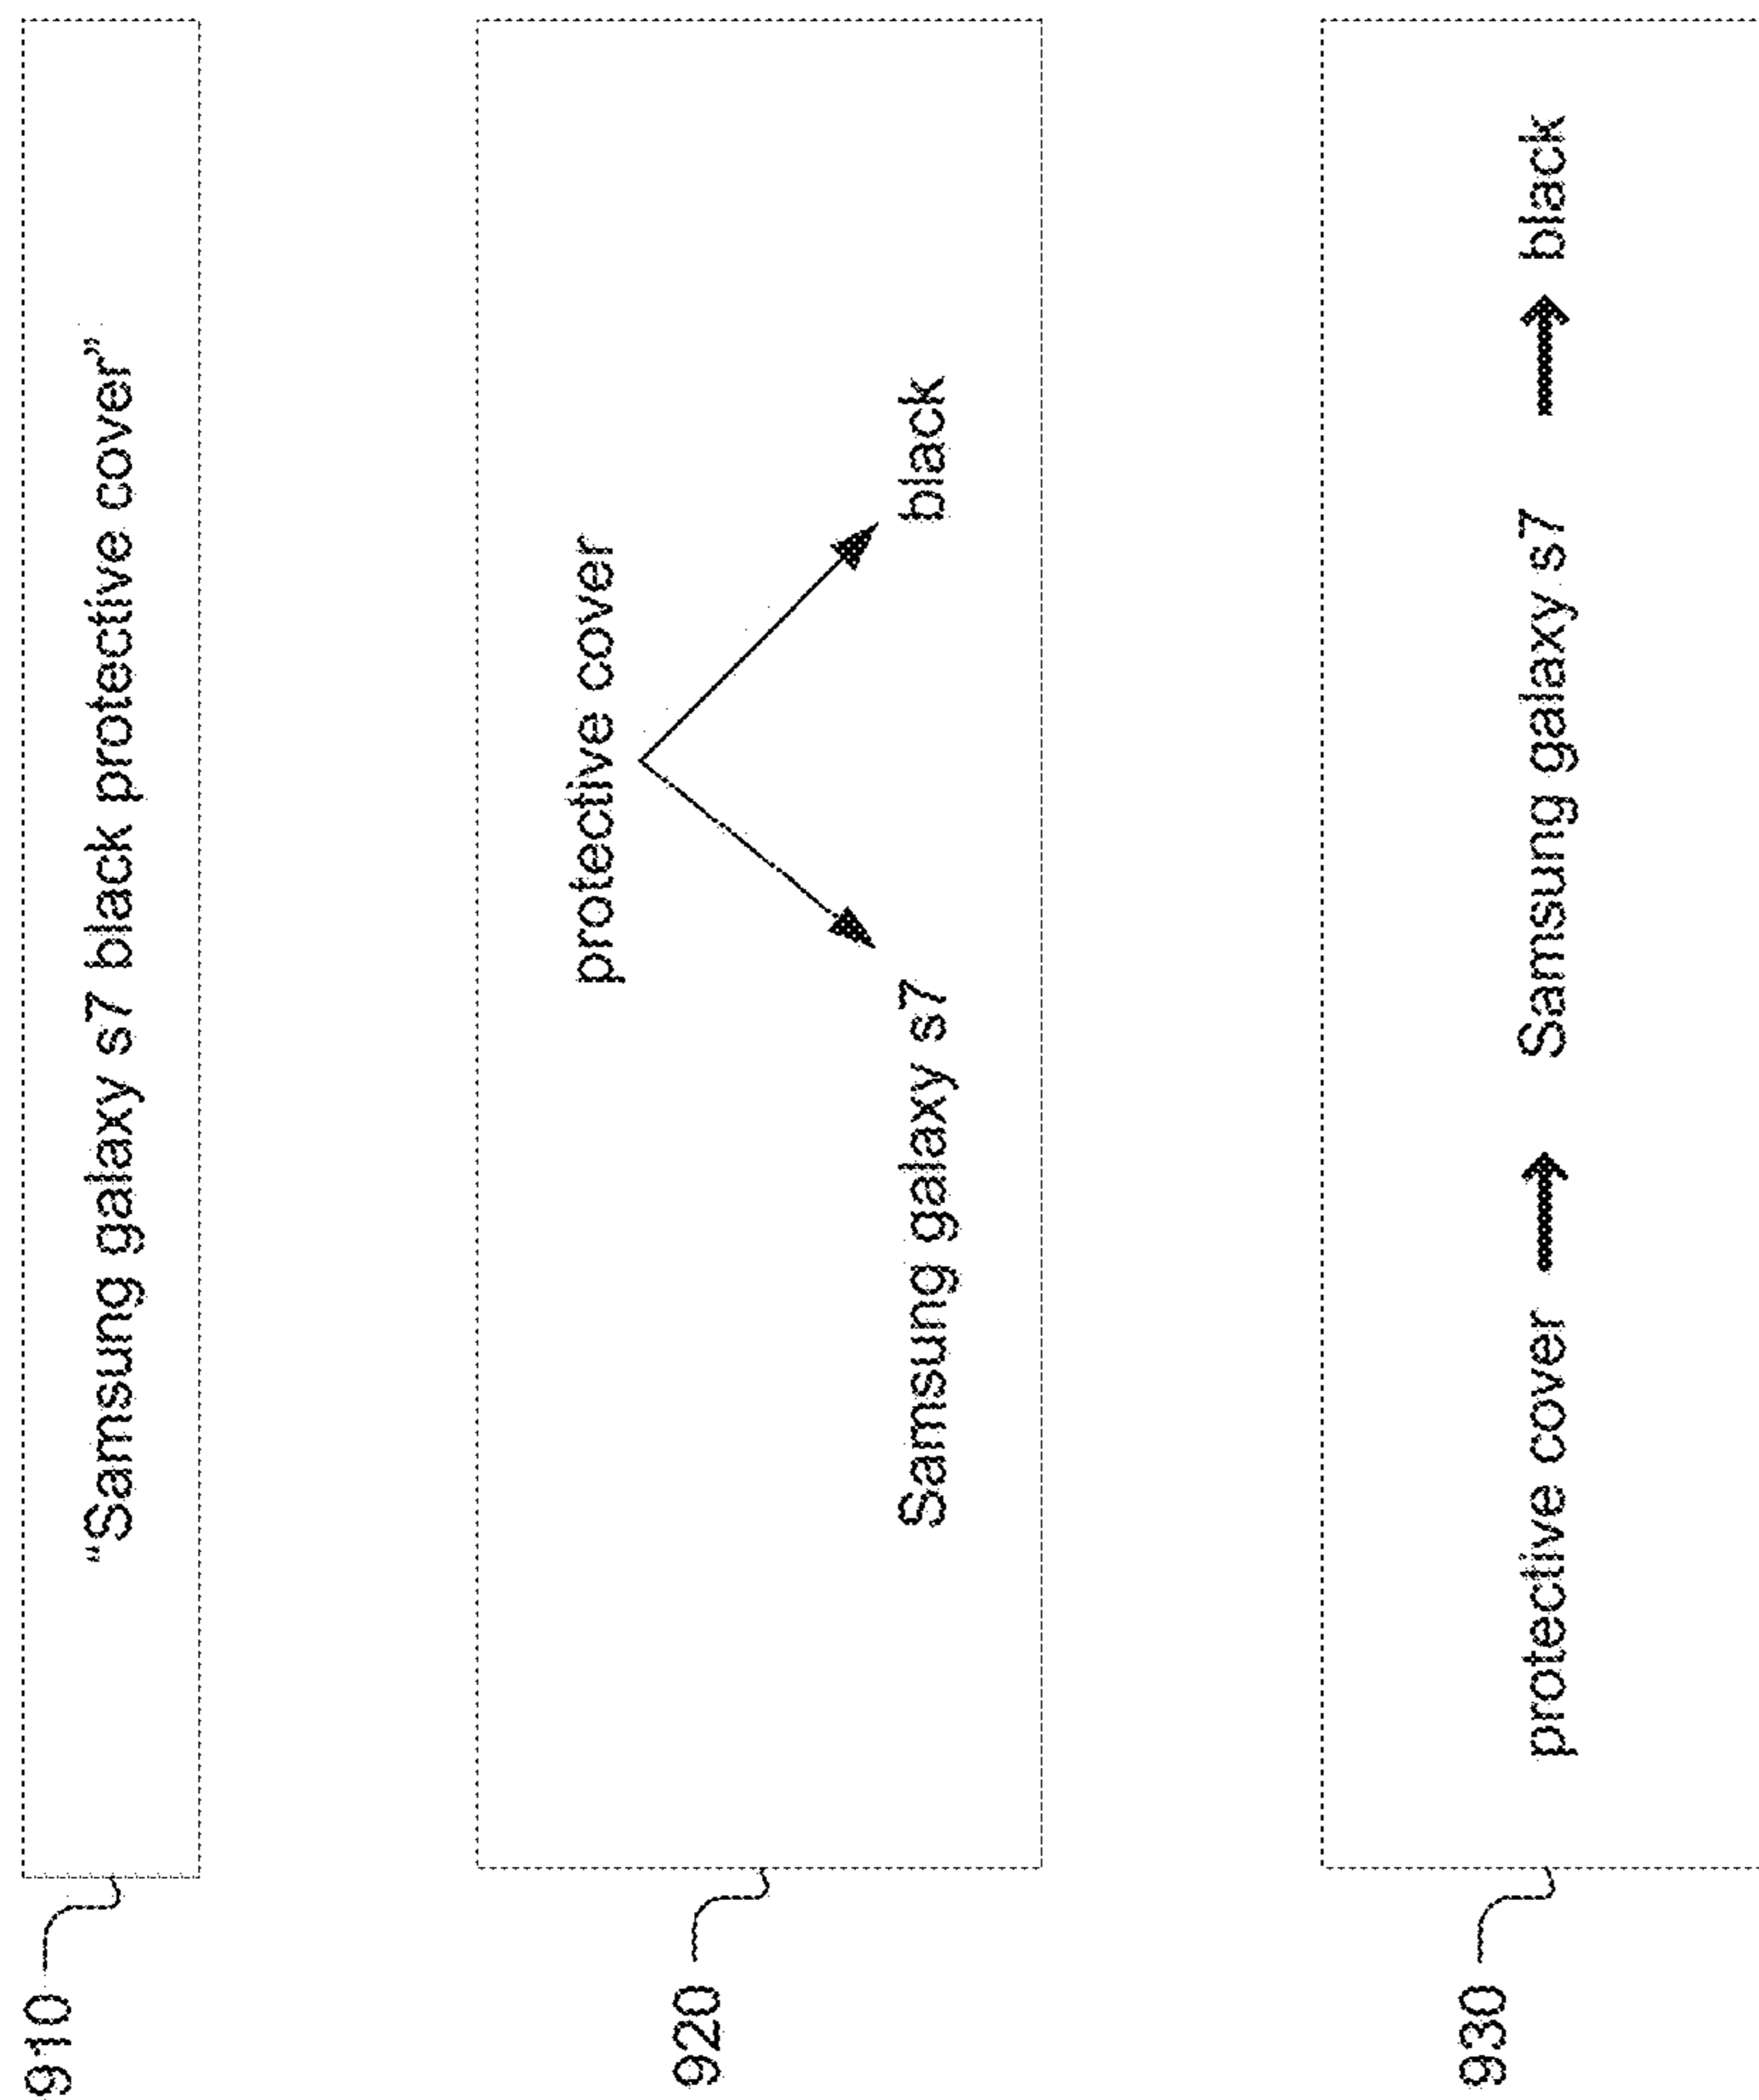 910
"Samsung galaxy s7 black protective cover"
920
protective cover
Samsung galaxy s7 black
930
protective cover Samsung galaxy s7 black